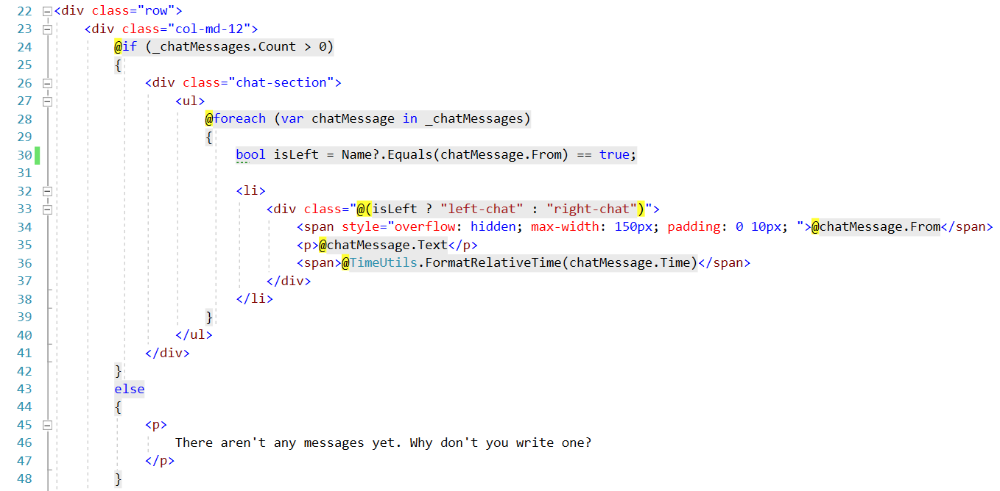 22 <div class="row">
23 <div class="col-md-12">
24 @if (_chatMessages.Count > 0)
25 {
26 <div class="chat-section">
27 <ul>
28 @foreach (var chatMessage in _chatMessages)
29 {
30 bool isLeft = Name?.Equals(chatMessage.From) == true;
31
32 <li>
33 <div class="@(isLeft ? "left-chat" : "right-chat")">
34 <span style="overflow: hidden; max-width: 150px; padding: 0 10px; ">@chatMessage.From</span>
35 <p>@chatMessage.Text</p>
36 <span>@TimeUtils.FormatRelativeTime(chatMessage.Time)</span>
37 </div>
38 </li>
39 }
40 </ul>
41 </div>
42 }
43 else
44 {
45 <p>
46 There aren't any messages yet. Why don't you write one?
47 </p>
48 }